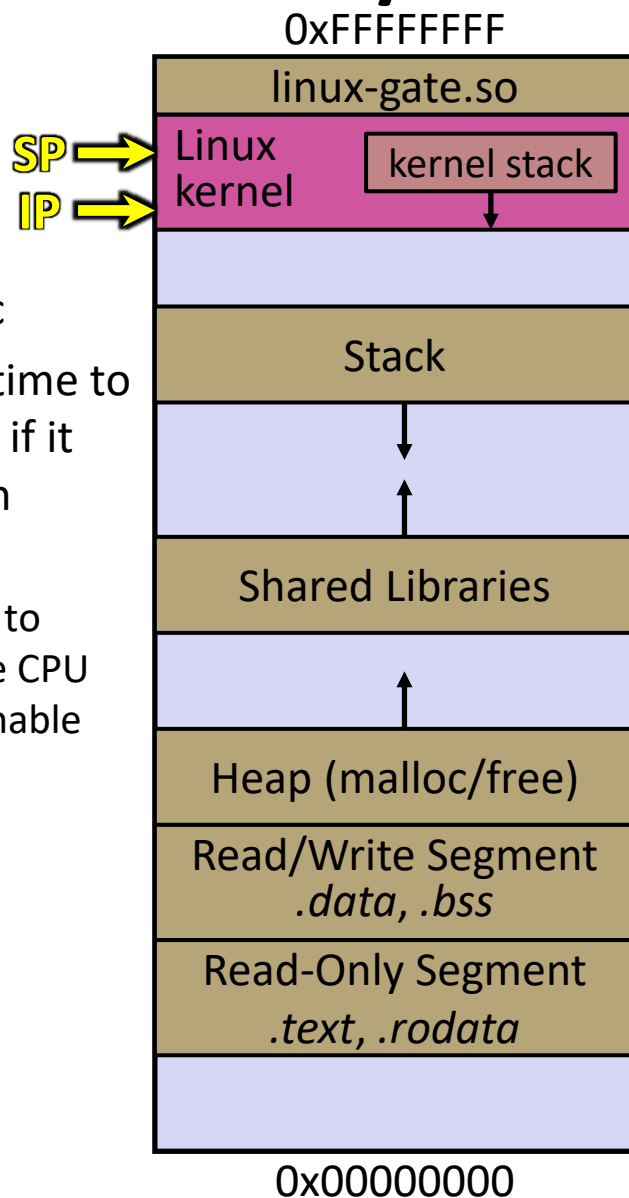 0xFFFFFFFF
linux-gate.so
SP
Linux
kernel
kernel stack
IP
time to
Stack
if it
Shared Libraries
to
CPU
Heap (malloc/free)
Read/Write Segment
.data, .bss
Read-Only Segment
.text, .rodata
0x00000000